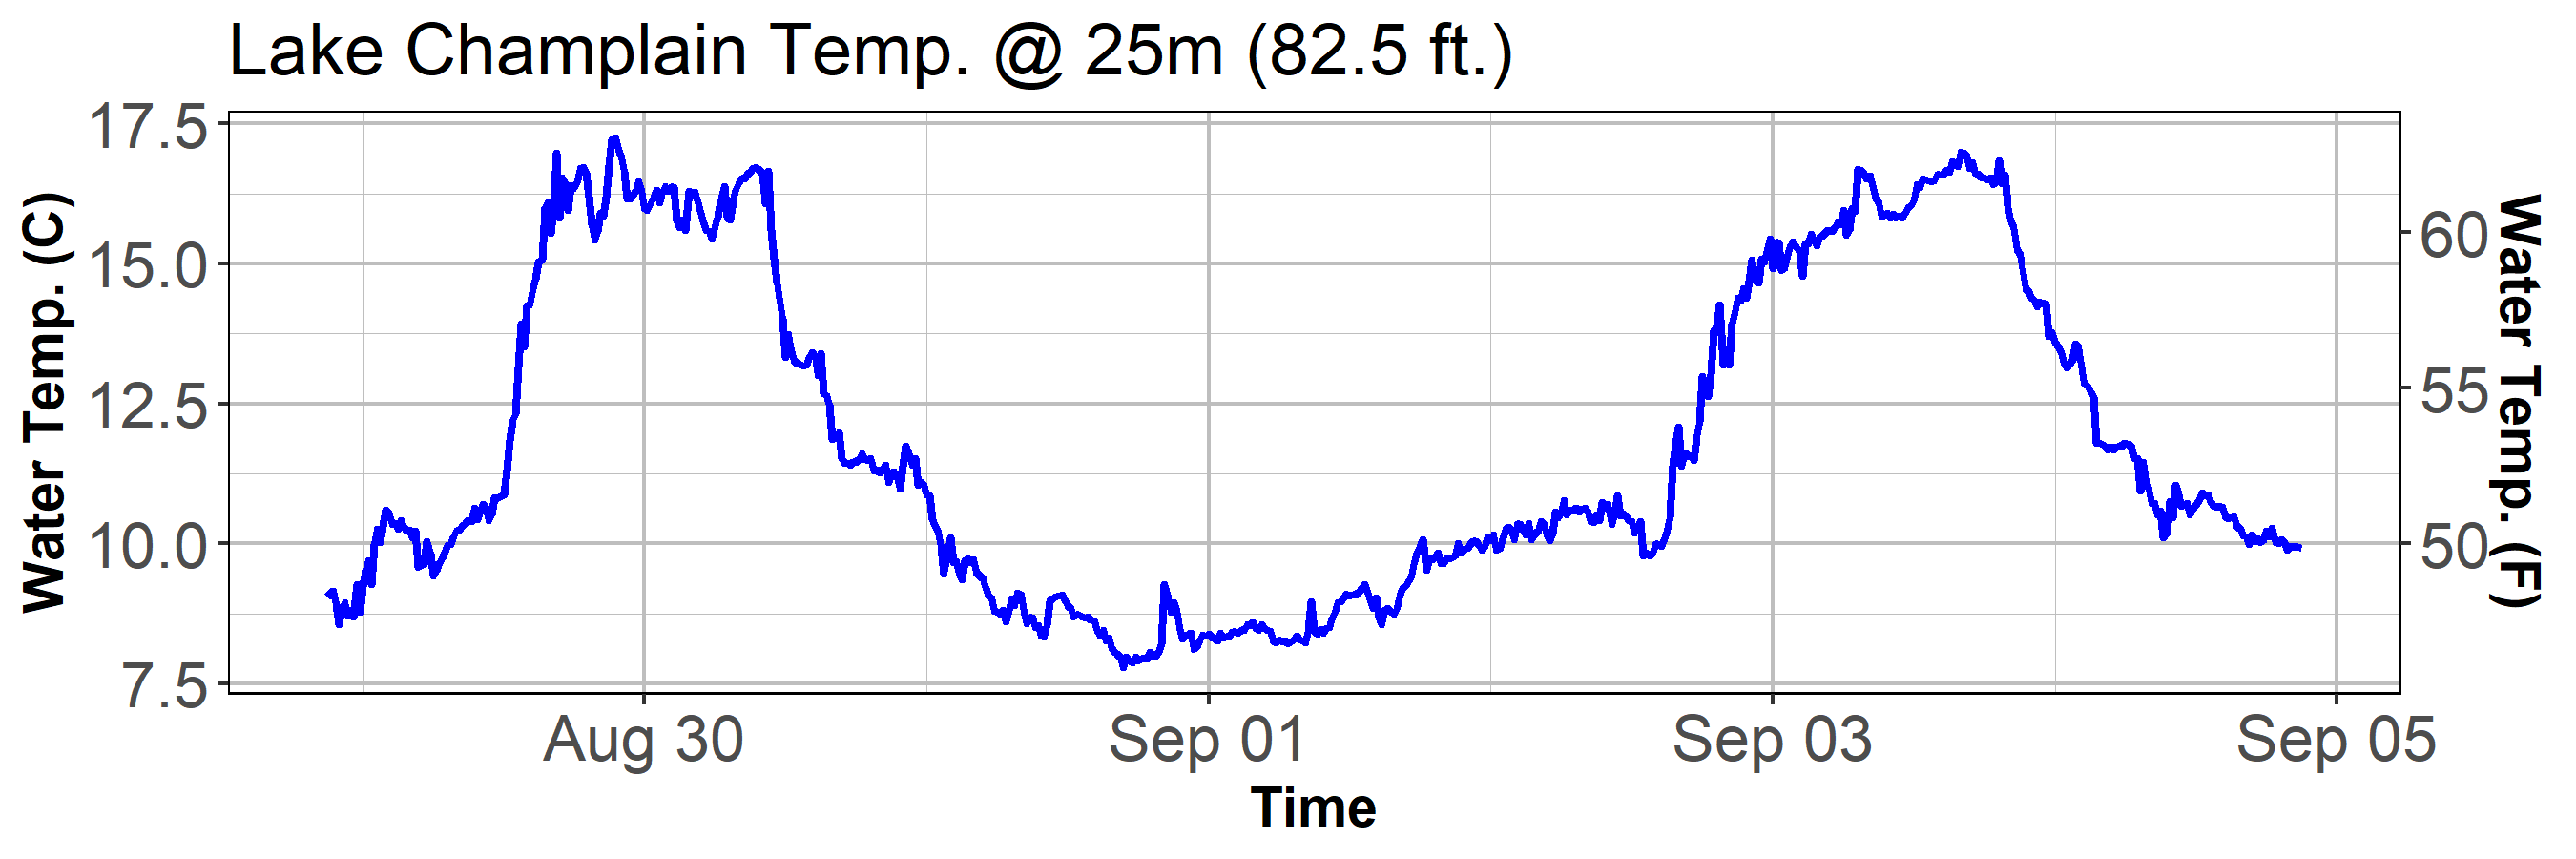 Lake Champlain Temp. @ 25m (82.5 ft.)
Water Temp. (C)
17.5
15.0
12.5
10.0
7.5
60
55
50
Water Temp. (F)
Aug 30 Sep 01 Sep 03 Sep 05
Time